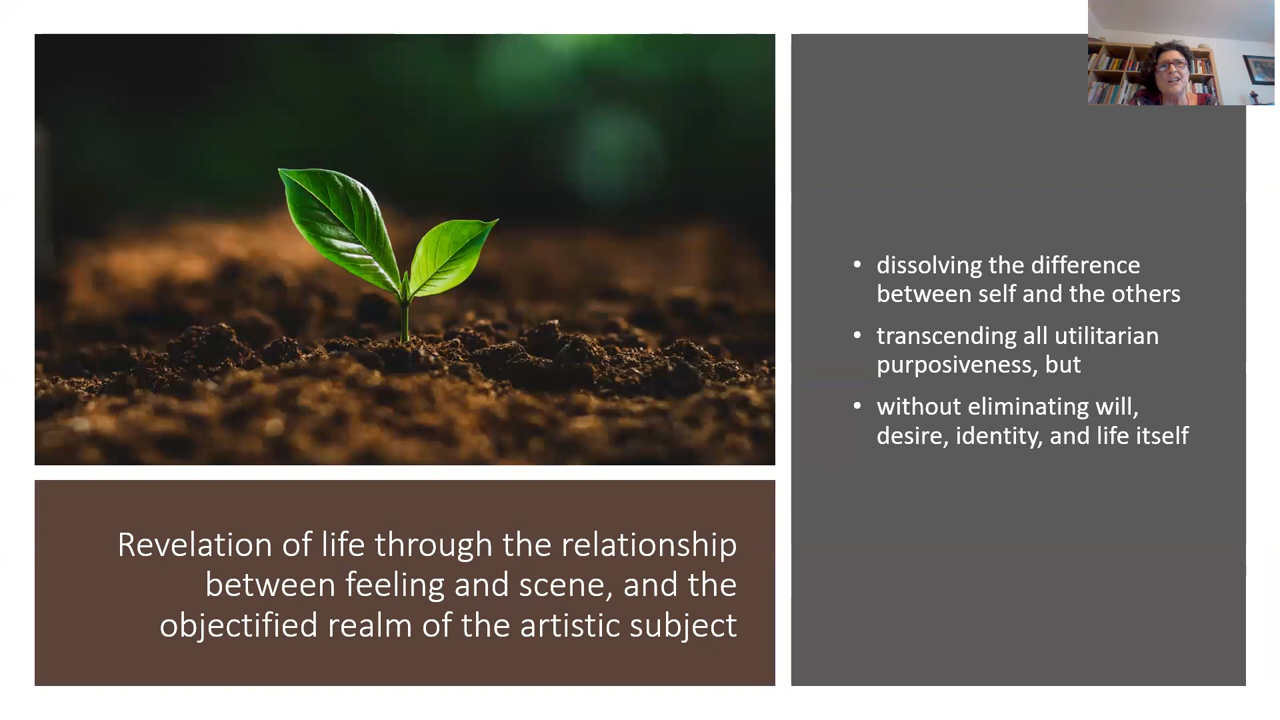 Revelation of life through the relationship
between feeling and scene, and the
objectified realm of the artistic subject
• dissolving the difference
between self and the others
• transcending all utilitarian
purposiveness, but
• without eliminating will,
desire, identity, and life itself